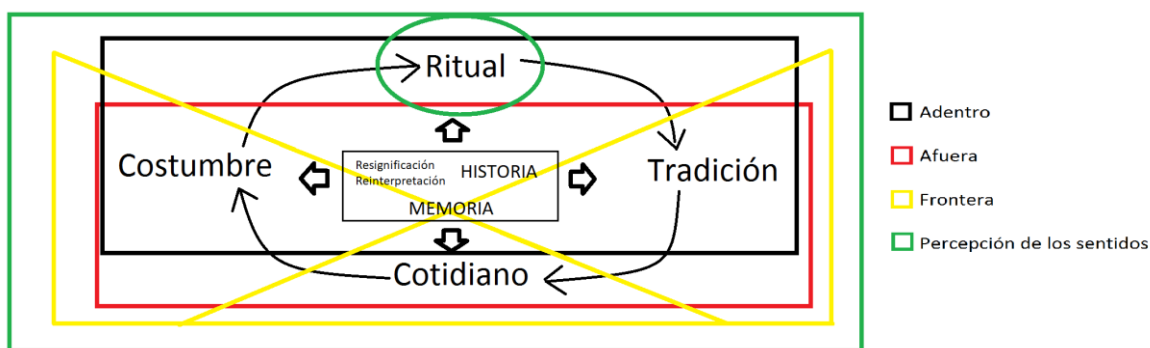 Ritual
Costumbre
Resignificación
Reinterpretación
HISTORIA
MEMORIA
Tradición
Cotidiano
Adentro
Afuera
Frontera
Percepción de los sentidos